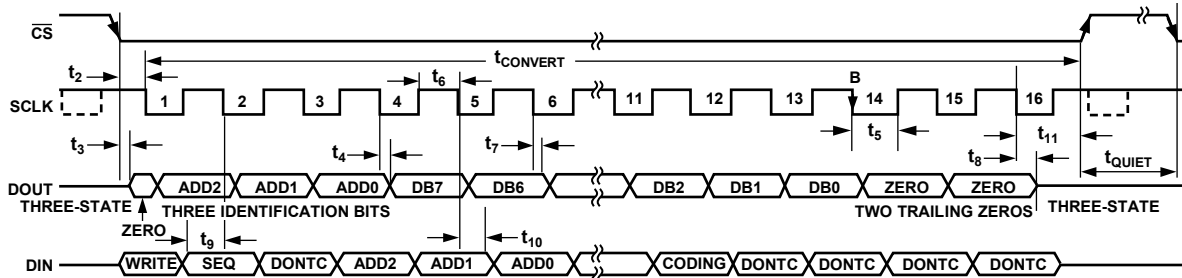 CS
t2
tCONVERT
t6
B
SCLK
1 2 3 4 5 6 11 12 13 14 15 16
t3
t4
t7
t5
t11
t8
tQUIET
DOUT
ADD2 ADD1 ADD0 DB7 DB6 DB2 DB1 DB0 ZERO ZERO
THREE-STATE
THREE IDENTIFICATION BITS
TWO TRAILING ZEROS
THREE-STATE
ZERO
t9
t10
DIN
WRITE SEQ DONTC ADD2 ADD1 ADD0 CODING DONTC DONTC DONTC DONTC